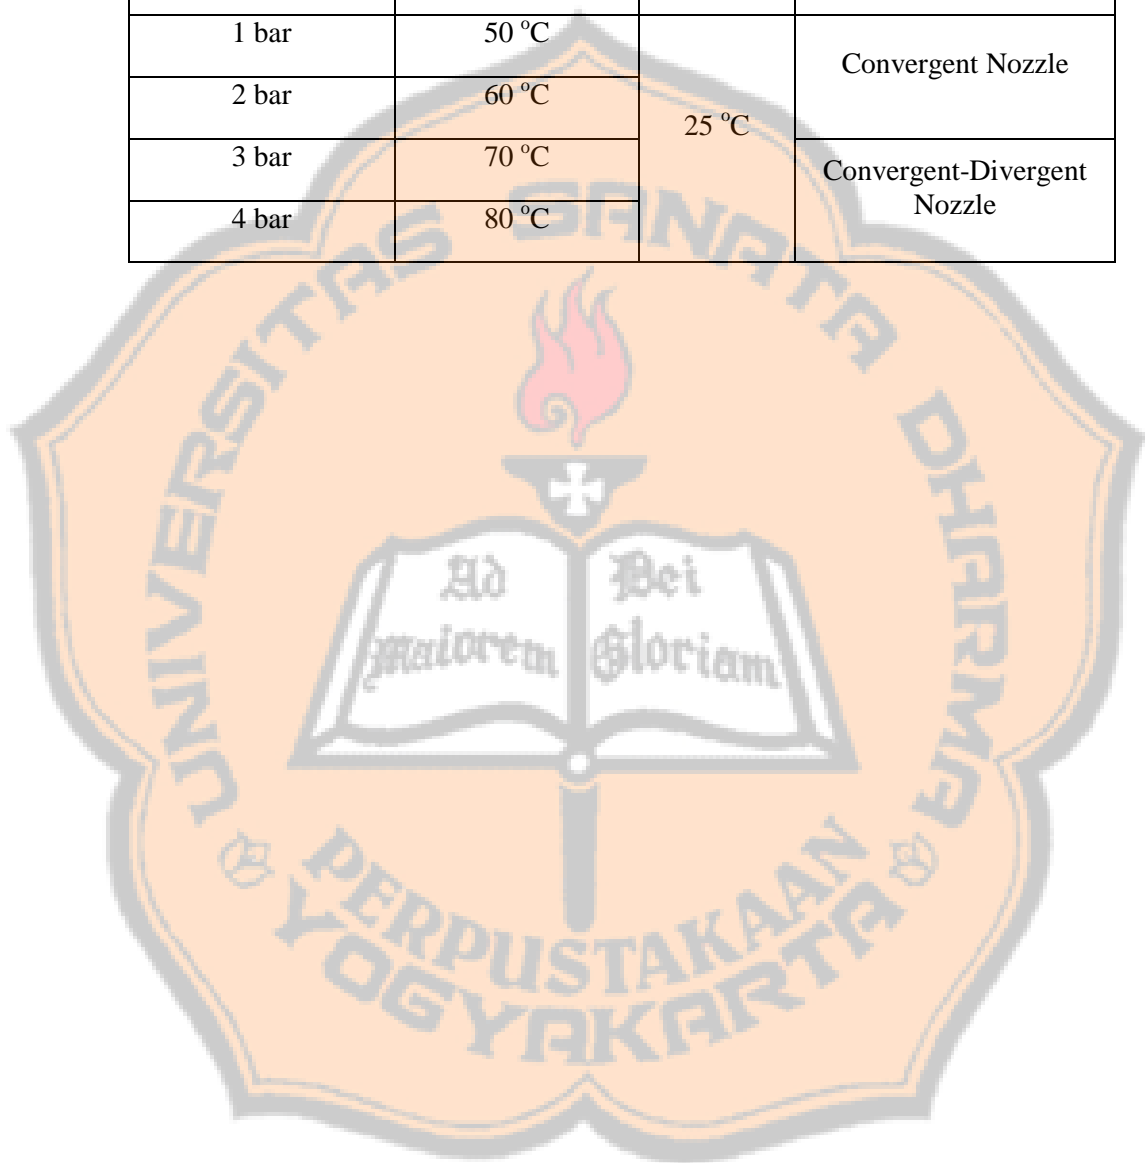 1 bar
50 °C
25 °C
Convergent Nozzle
2 bar
60 °C
3 bar
70 °C
Convergent-Divergent
Nozzle
4 bar
80 °C
UNIVERSITAS SANATA DHARMA
Ad
Maiorem
Dei
Gloriam
PERPUSTAKAAN
YOGYAKARTA